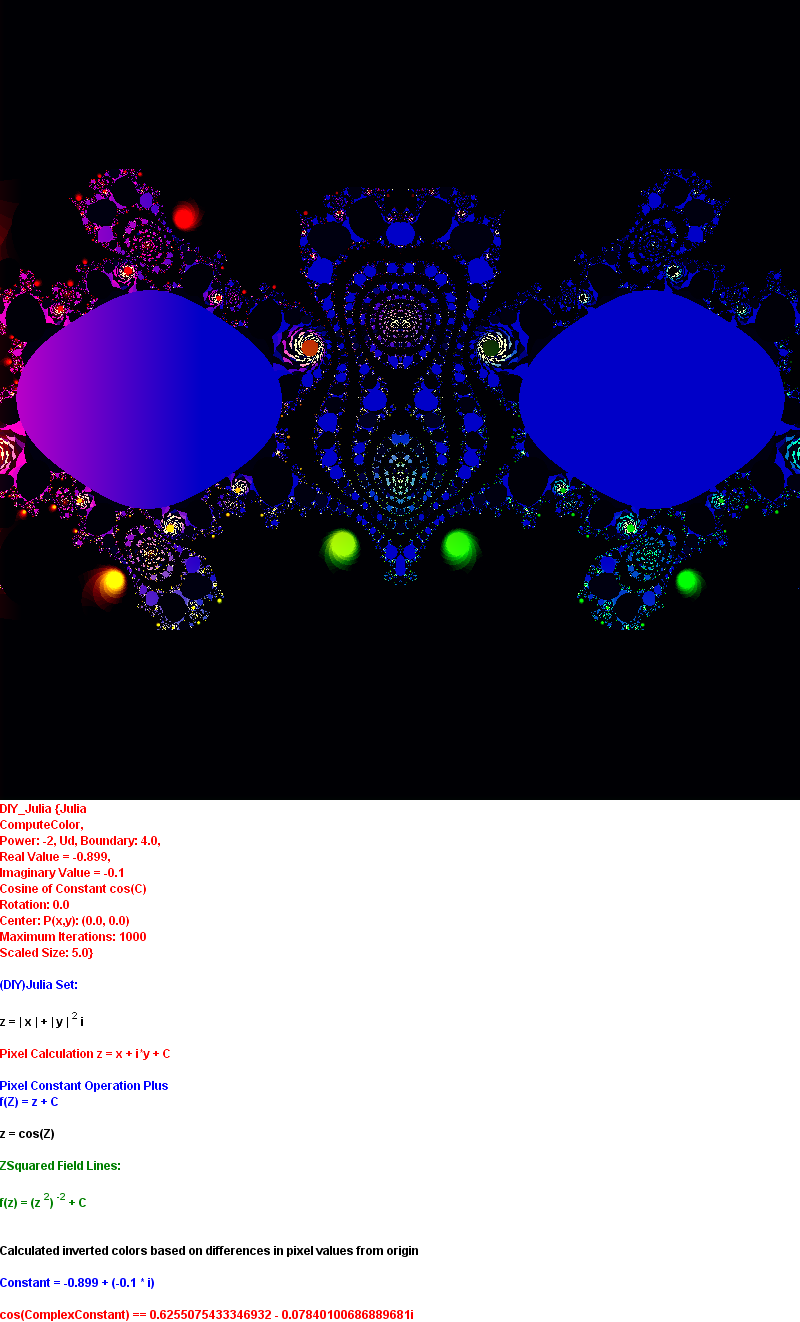 DIY_Julia {Julia
ComputeColor,
Power: -2, Ud, Boundary: 4.0,
Real Value = -0.899,
Imaginary Value = -0.1
Cosine of Constant cos(C)
Rotation: 0.0
Center: P(x,y): (0.0, 0.0)
Maximum Iterations: 1000
Scaled Size: 5.0}
(DIY)Julia Set:
z = | x | + | y | ² i
Pixel Calculation z = x + i*y + C
Pixel Constant Operation Plus
f(Z) = z + C
z = cos(Z)
ZSquared Field Lines:
f(z) = (z ²) ⁻² + C
Calculated inverted colors based on differences in pixel values from origin
Constant = -0.899 + (-0.1 * i)
cos(ComplexConstant) == 0.6255075433346932 - 0.07840100686889681i